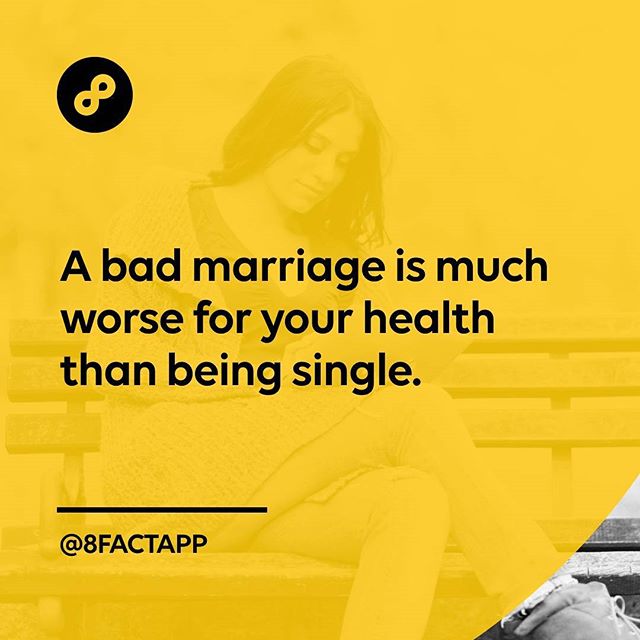 A bad marriage is much
worse for your health
than being single.
@8FACTAPP